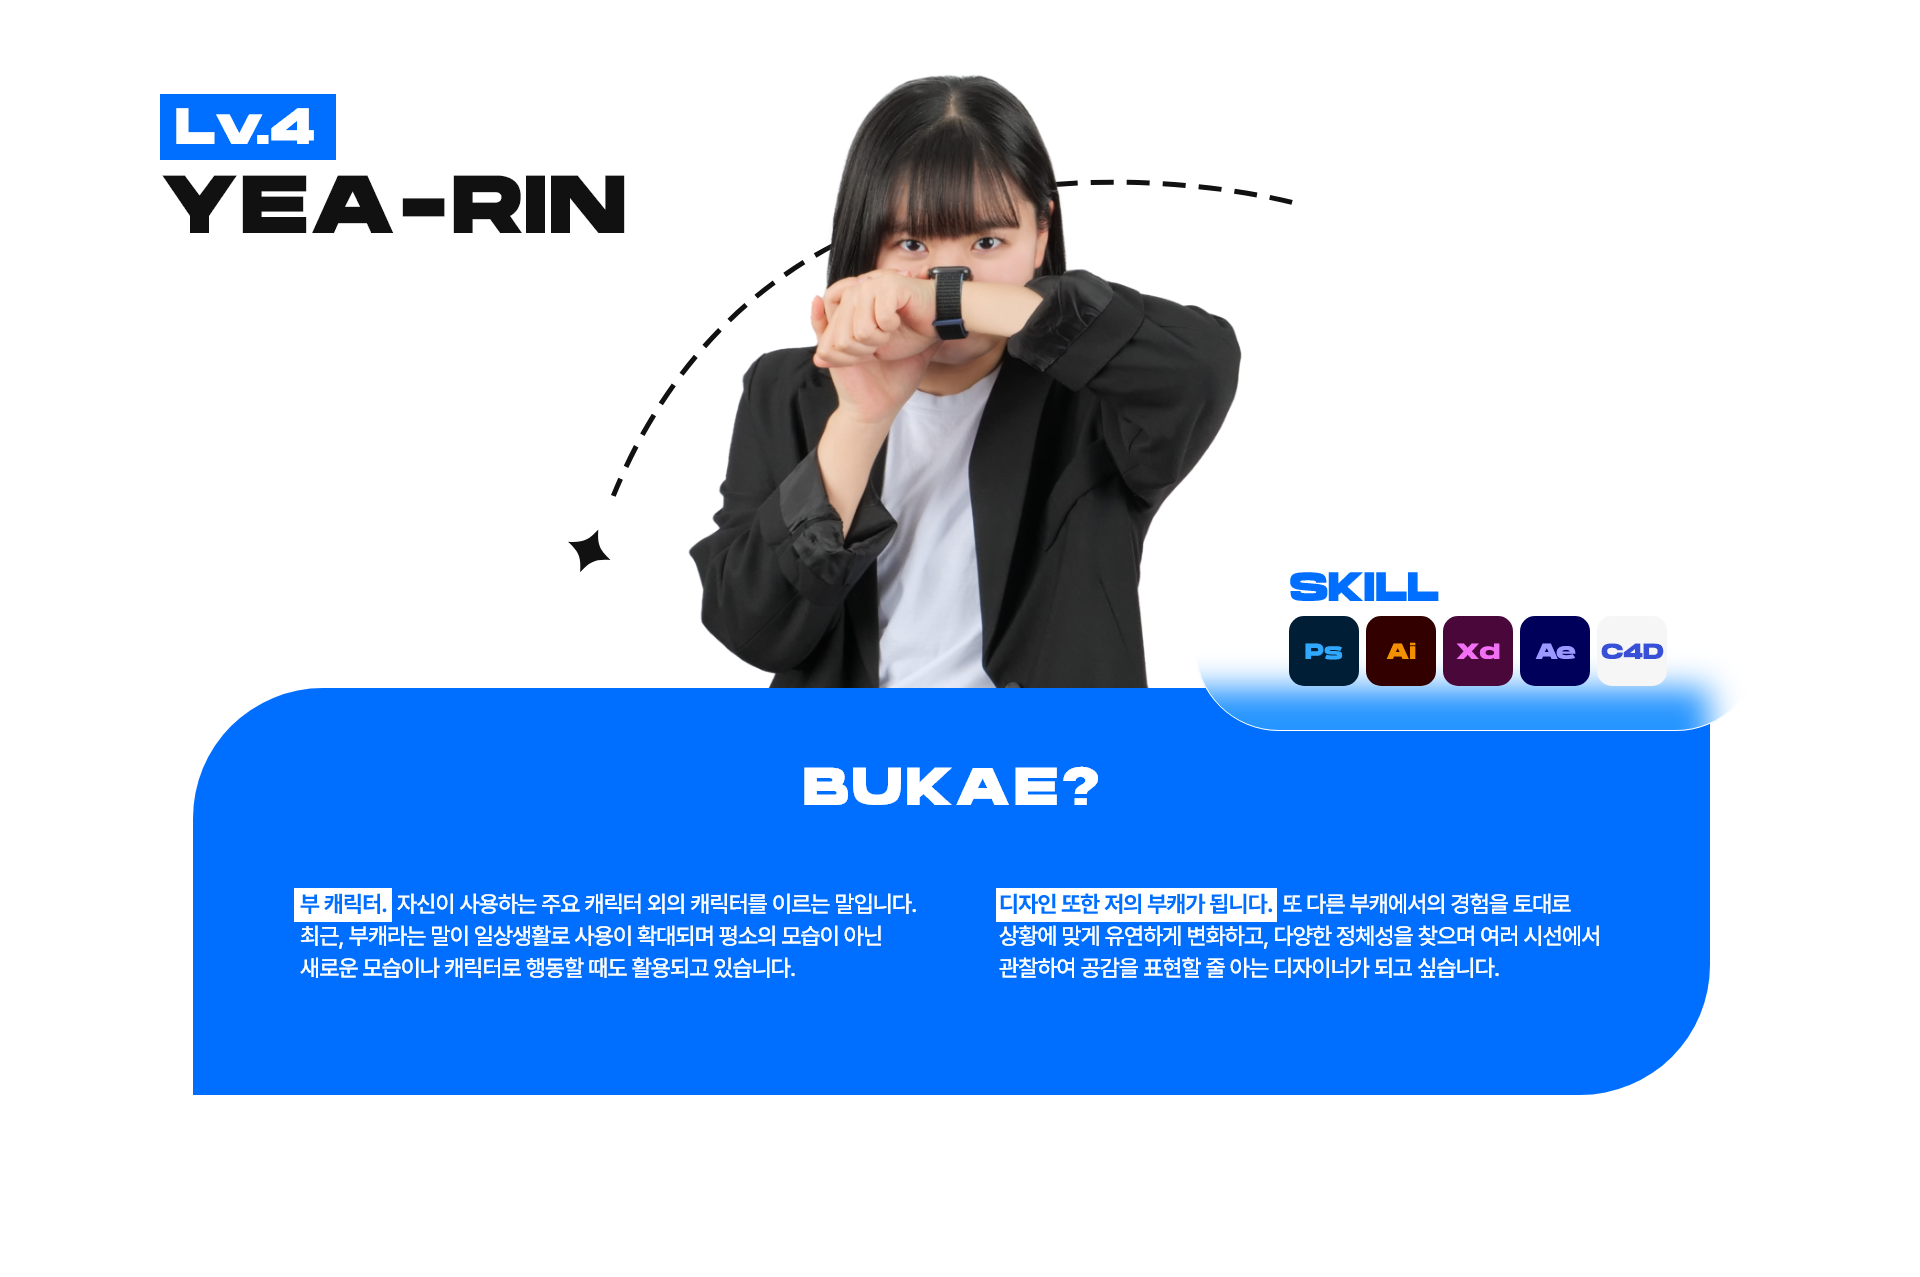 Lv.4
YEA-RIN
SKILL
Ps Ai Xd Ae C4D
BUKAE?
부 캐릭터. 자신이 사용하는 주요 캐릭터 외의 캐릭터를 이르는 말입니다.
최근, 부캐라는 말이 일상생활로 사용이 확대되며 평소의 모습이 아닌
새로운 모습이나 캐릭터로 행동할 때도 활용되고 있습니다.
디자인 또한 저의 부캐가 됩니다. 또 다른 부캐에서의 경험을 토대로
상황에 맞게 유연하게 변화하고, 다양한 정체성을 찾으며 여러 시선에서
관찰하여 공감을 표현할 줄 아는 디자이너가 되고 싶습니다.